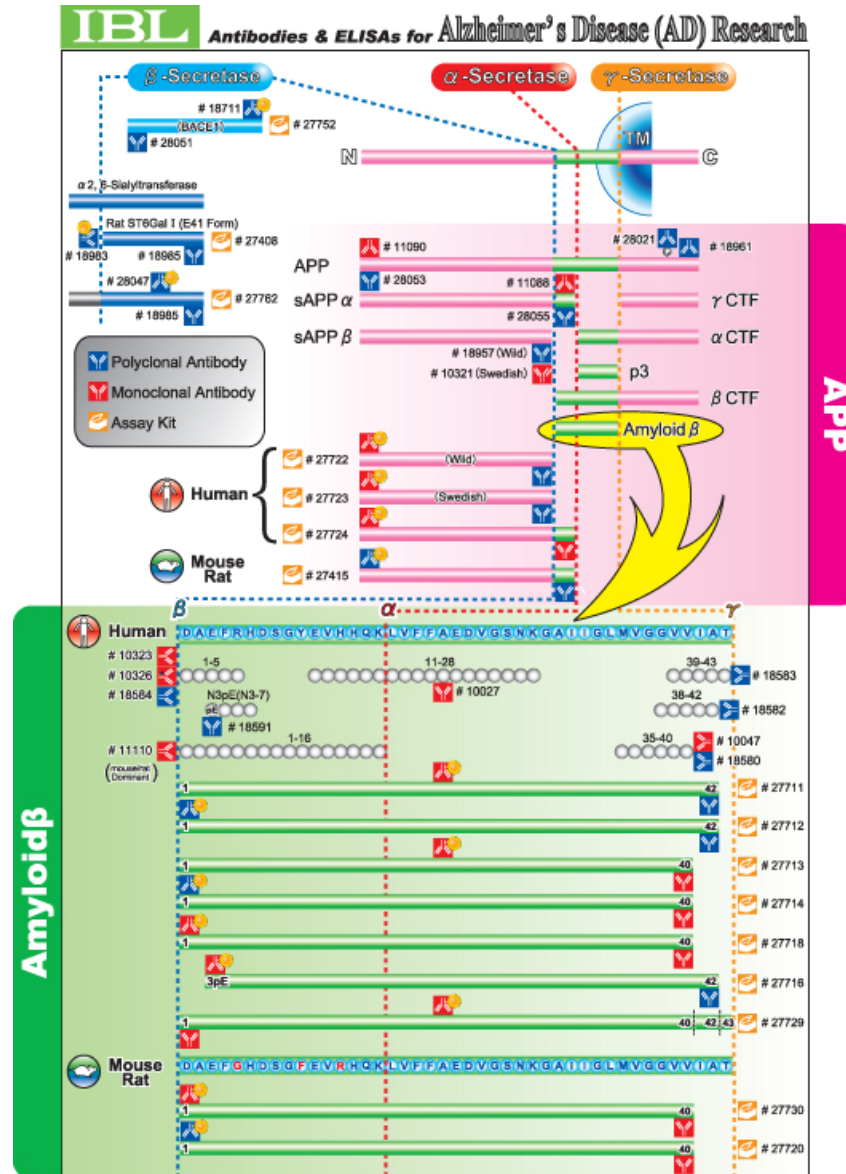 IBL Antibodies & ELISAs for Alzheimer's Disease (AD) Research
β-Secretase
α-Secretase
γ-Secretase
# 18711
(BACE1)
# 27752
# 28051
TM
N
C
α2, 6-Sialyltransferase
Rat ST6Gal I (E41 Form)
# 27408
# 18983
# 18985
# 28047
# 27762
# 18985
# 11090
# 28021
# 18961
APP
# 28053
# 11088
sAPP α
γ CTF
# 28055
sAPP β
α CTF
# 18957 (Wild)
# 10321 (Swedish)
p3
β CTF
Amyloid β
APP
Polyclonal Antibody
Monoclonal Antibody
Assay Kit
Human
# 27722
(Wild)
# 27723
(Swedish)
# 27724
Mouse
Rat
# 27415
β
α
γ
Amyloidβ
Human
DAEFRHDSGYEVHHQKLVFFAEDVGSNKGAIIGLMVGGVVIAT
# 10323
# 10326
# 18584
1-5
11-28
39-43
# 18583
N3pE(N3-7)
# 10027
38-42
# 18582
pE
# 18591
# 11110
(mouse/rat Dominant)
1-16
35-40
# 10047
# 18580
1
42
# 27711
1
42
# 27712
1
40
# 27713
1
40
# 27714
1
40
# 27718
3pE
42
# 27716
1
40
42
43
# 27729
Mouse
Rat
DAEFGHDSGFEVRHQKLVFFAEDVGSNKGAIIGLMVGGVVIAT
1
40
# 27730
1
40
# 27720